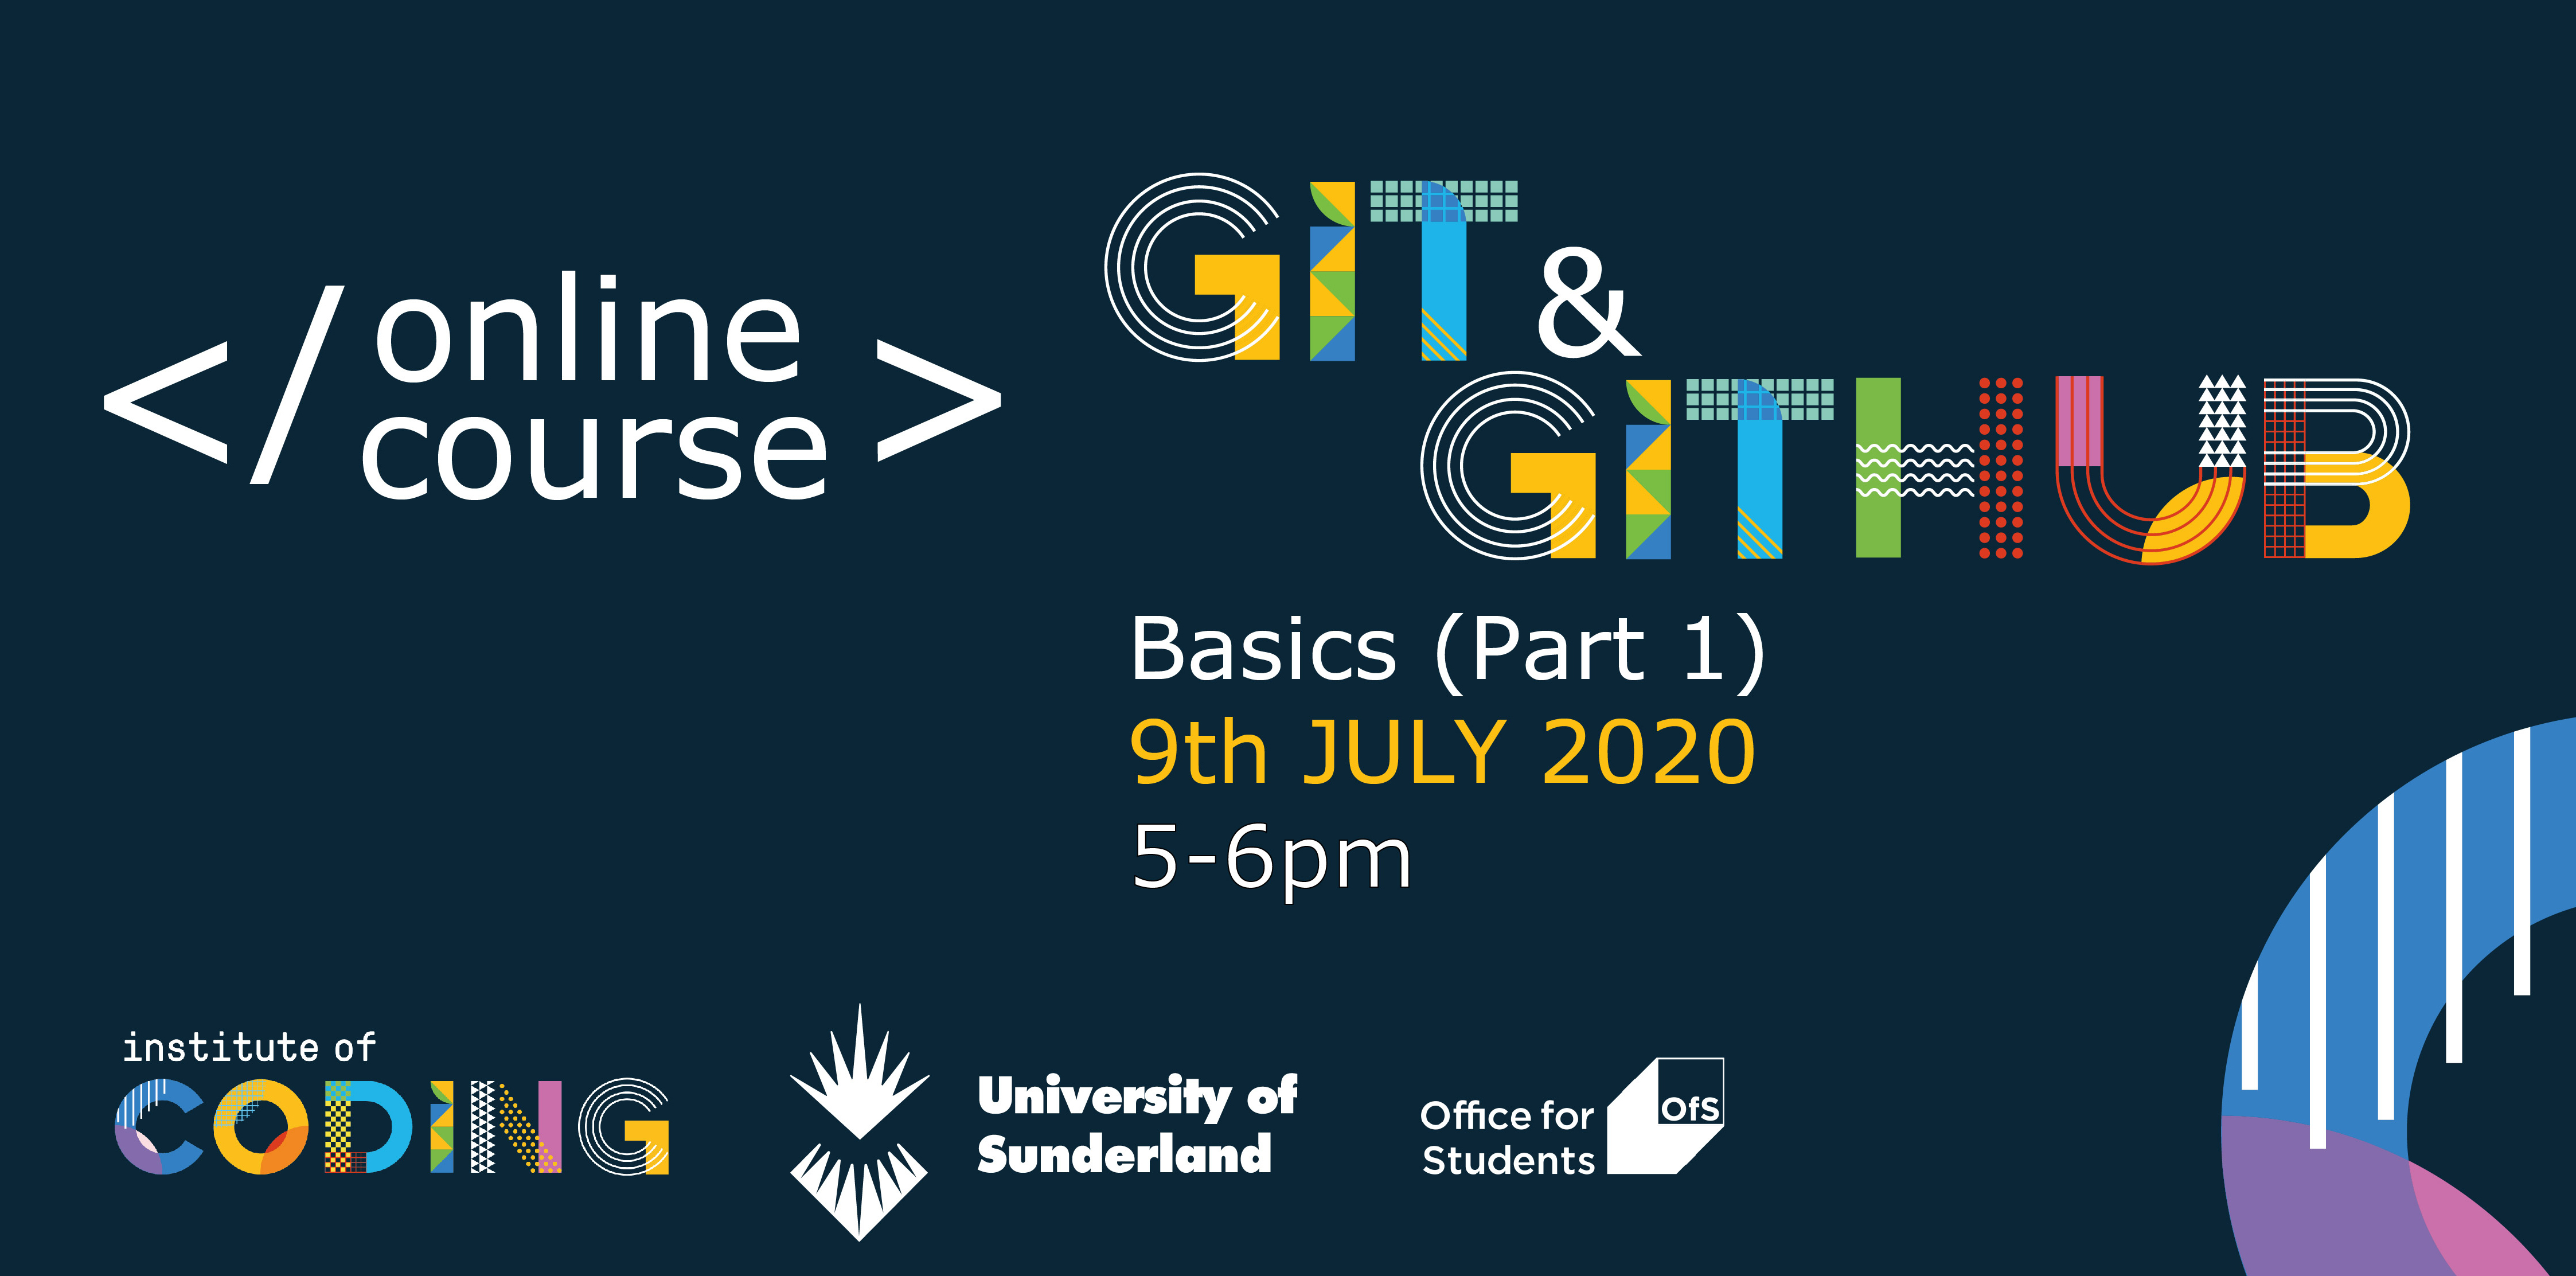 </ online
course >
GIT &
GITHUB
Basics (Part 1)
9th JULY 2020
5-6pm
institute of
CODING
University of
Sunderland
Office for
Students
OfS